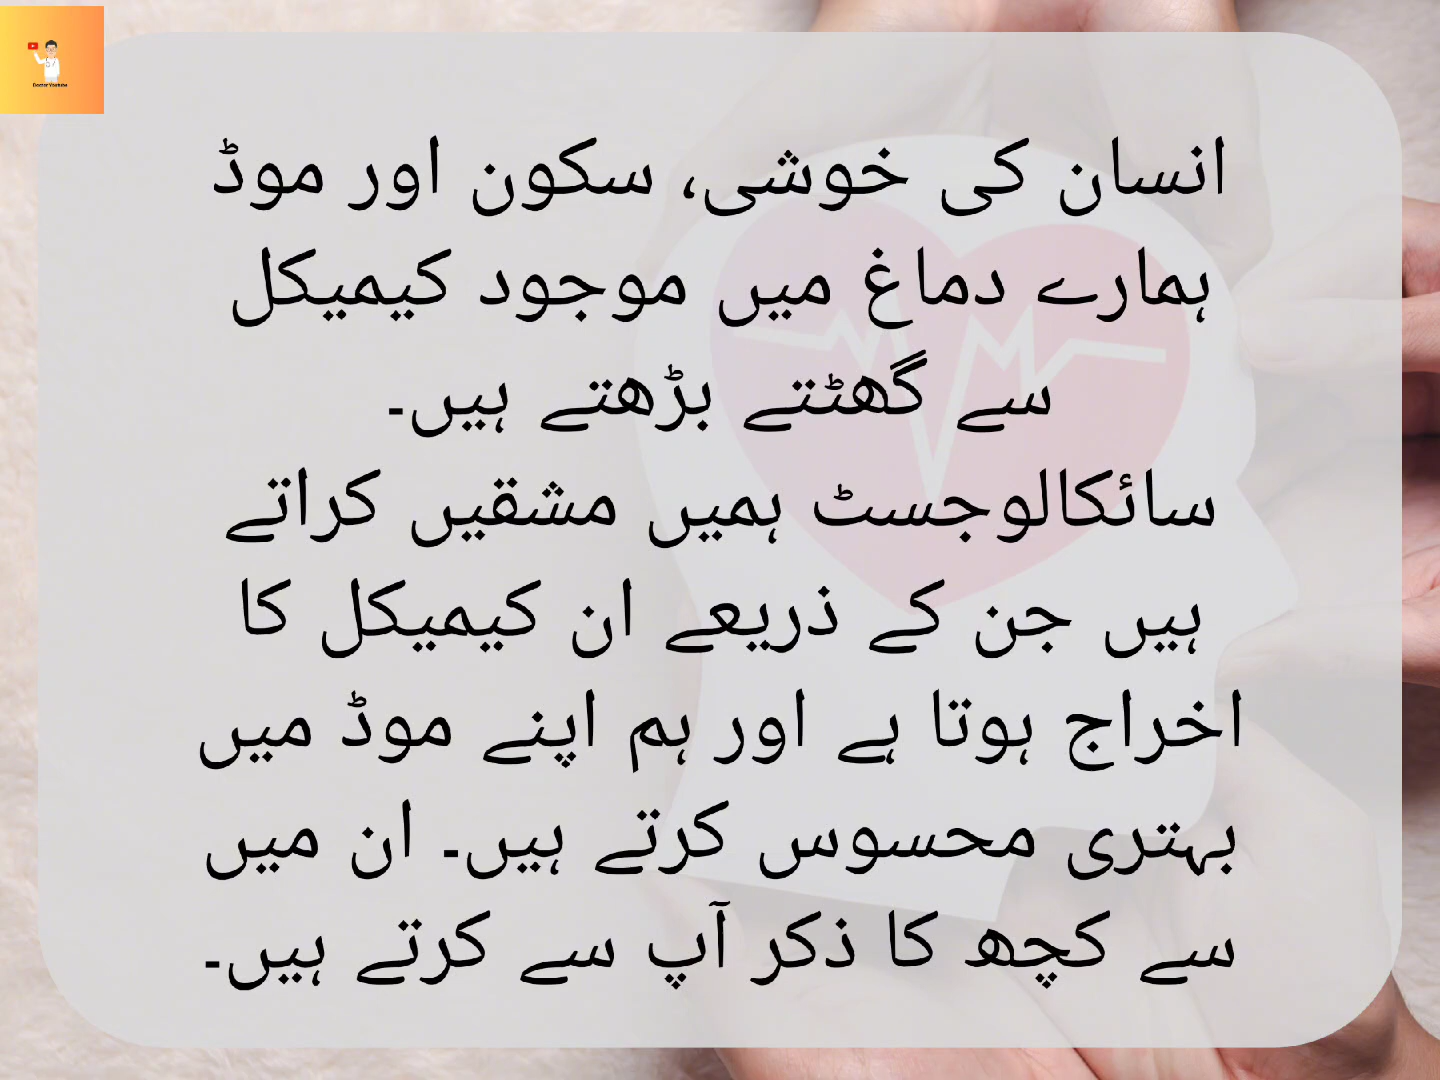 Doctor Youtube
انسان کی خوشی، سکون اور موڈ
ہمارے دماغ میں موجود کیمیکل
سے گھٹتے بڑھتے ہیں۔
سائکالوجسٹ ہمیں مشقیں کراتے
ہیں جن کے ذریعے ان کیمیکل کا
اخراج ہوتا ہے اور ہم اپنے موڈ میں
بہتری محسوس کرتے ہیں۔ ان میں
سے کچھ کا ذکر آپ سے کرتے ہیں۔